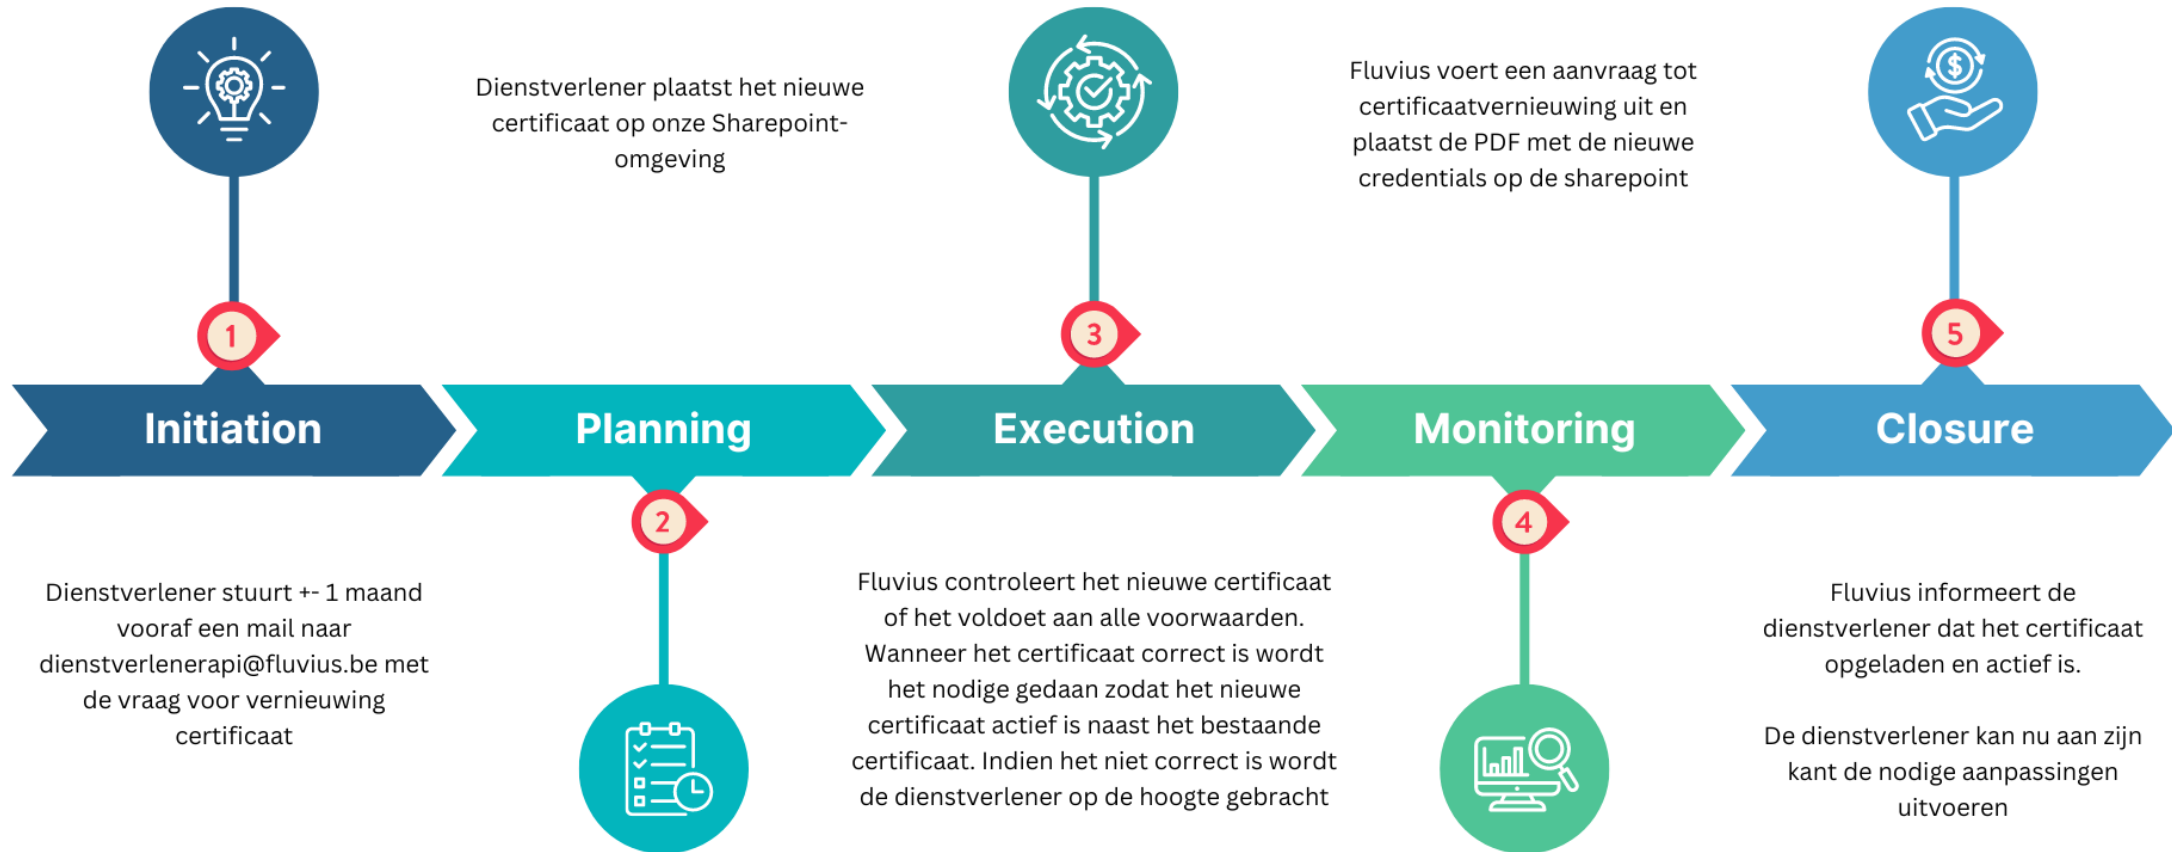 Dienstverlener plaatst het nieuwe
certificaat op onze Sharepoint-
omgeving
Fluvius voert een aanvraag tot
certificaatvernieuwing uit en
plaatst de PDF met de nieuwe
credentials op de sharepoint
$
1
3
5
Initiation
Planning
Execution
Monitoring
Closure
2
4
Dienstverlener stuurt +- 1 maand
vooraf een mail naar
dienstverlenerapi@fluvius.be met
de vraag voor vernieuwing
certificaat
Fluvius controleert het nieuwe certificaat
of het voldoet aan alle voorwaarden.
Wanneer het certificaat correct is wordt
het nodige gedaan zodat het nieuwe
certificaat actief is naast het bestaande
certificaat. Indien het niet correct is wordt
de dienstverlener op de hoogte gebracht
Fluvius informeert de
dienstverlener dat het certificaat
opgeladen en actief is.
De dienstverlener kan nu aan zijn
kant de nodige aanpassingen
uitvoeren